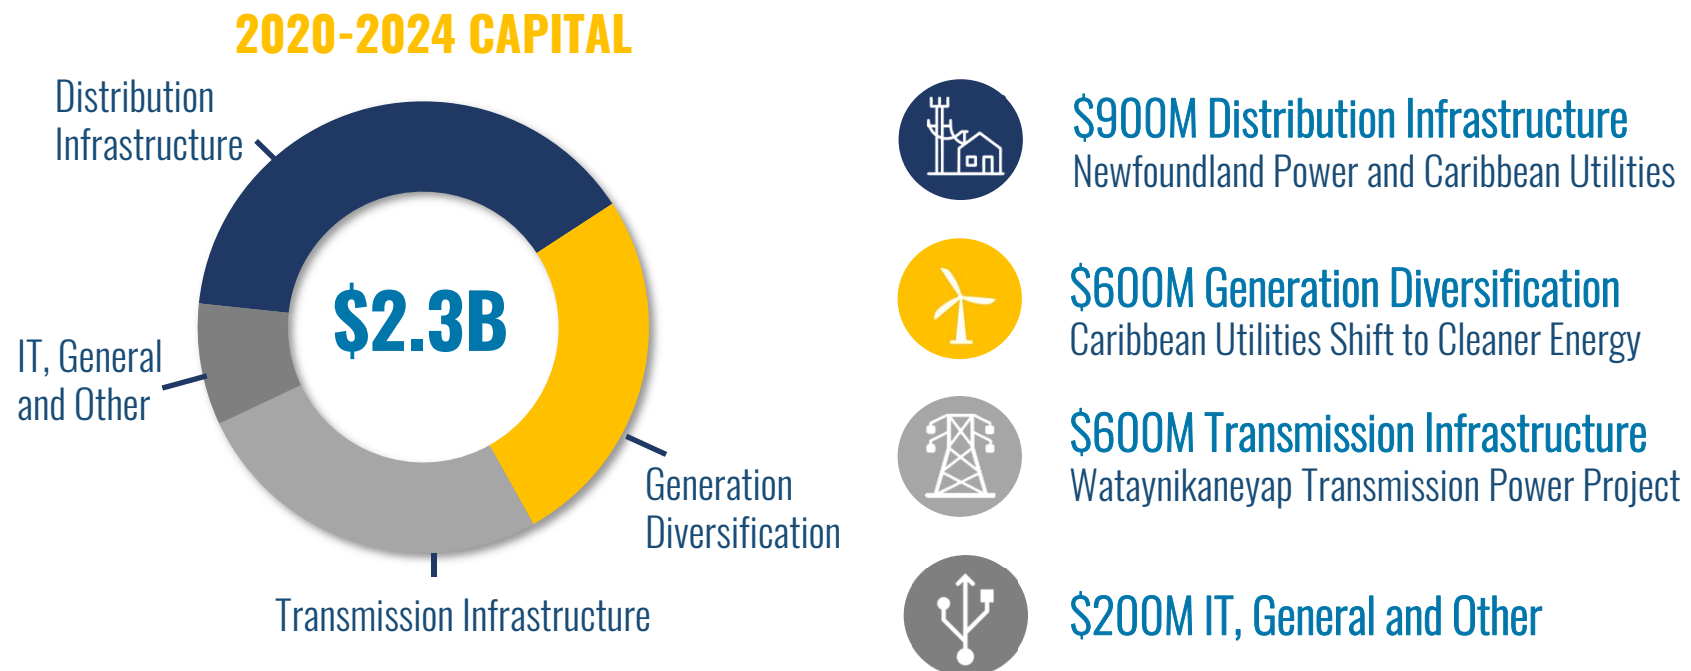 2020-2024 CAPITAL
Distribution
Infrastructure
$2.3B
IT, General
and Other
Generation
Diversification
Transmission Infrastructure
$900M Distribution Infrastructure
Newfoundland Power and Caribbean Utilities
$600M Generation Diversification
Caribbean Utilities Shift to Cleaner Energy
$600M Transmission Infrastructure
Wataynikaneyap Transmission Power Project
$200M IT, General and Other